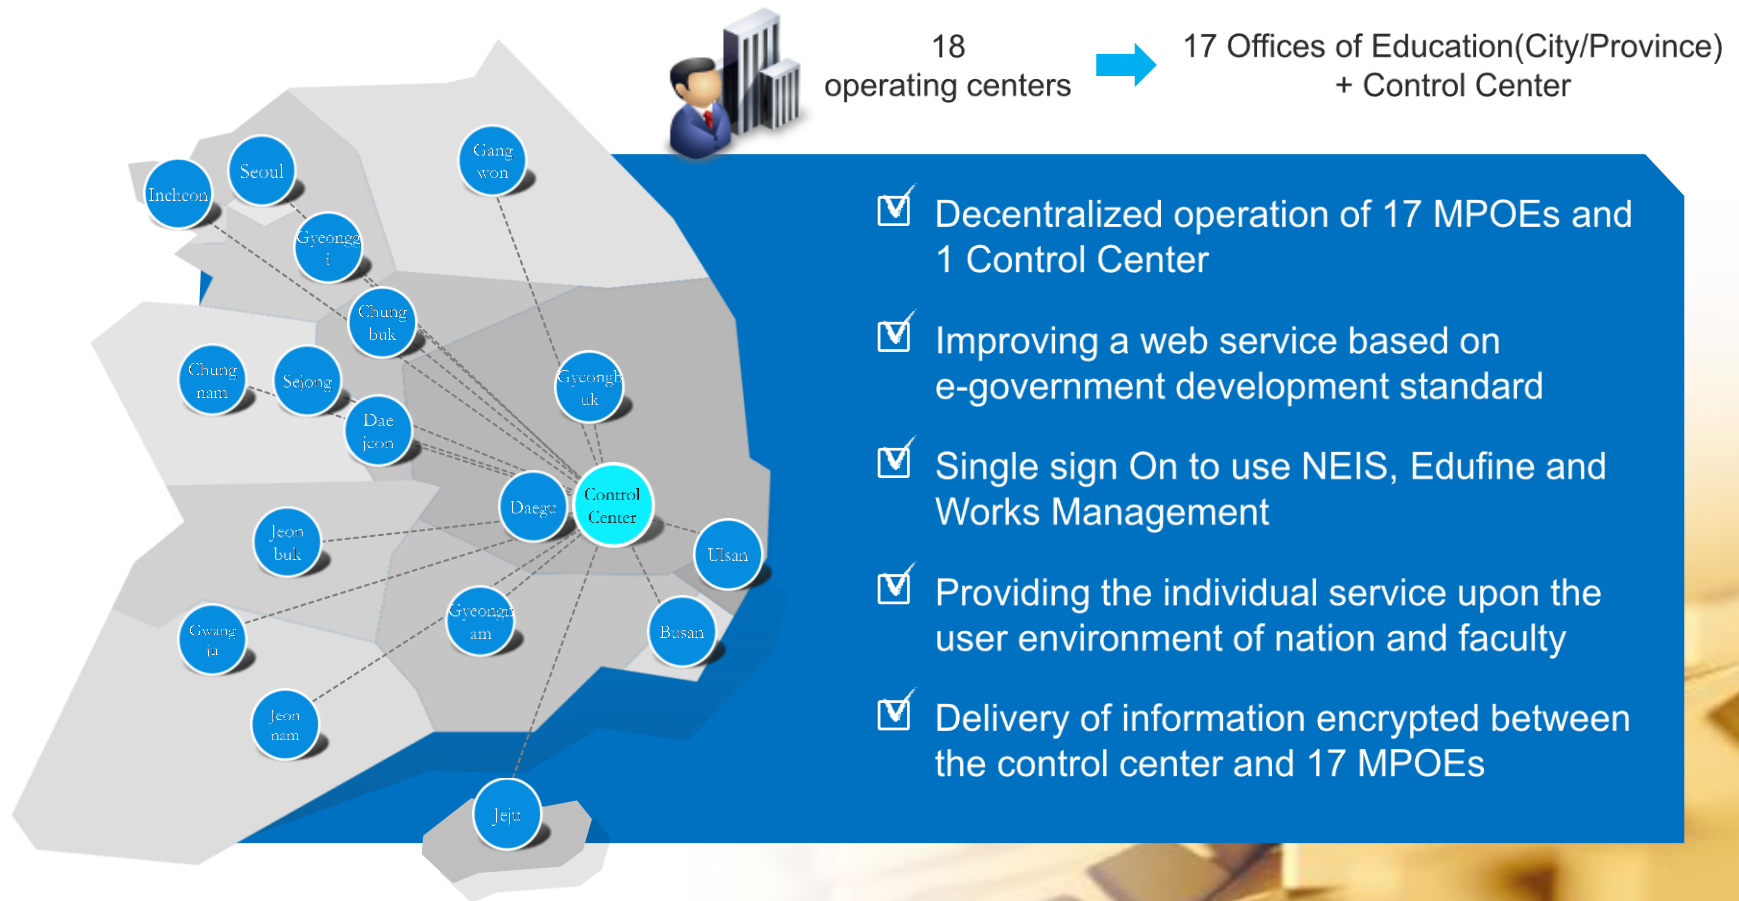 18
operating centers
17 Offices of Education(City/Province)
+ Control Center
Seoul
Incheon
Gang
won
Gyeongg
i
Chung
buk
Chung
nam
Sejong
Gyeongb
uk
Dae
jeon
Daegu
Control
Center
Jeon
buk
Ulsan
Gwang
ju
Gyeongn
am
Busan
Jeon
nam
Jeju
Decentralized operation of 17 MPOEs and
1 Control Center
Improving a web service based on
e-government development standard
Single sign On to use NEIS, Edufine and
Works Management
Providing the individual service upon the
user environment of nation and faculty
Delivery of information encrypted between
the control center and 17 MPOEs